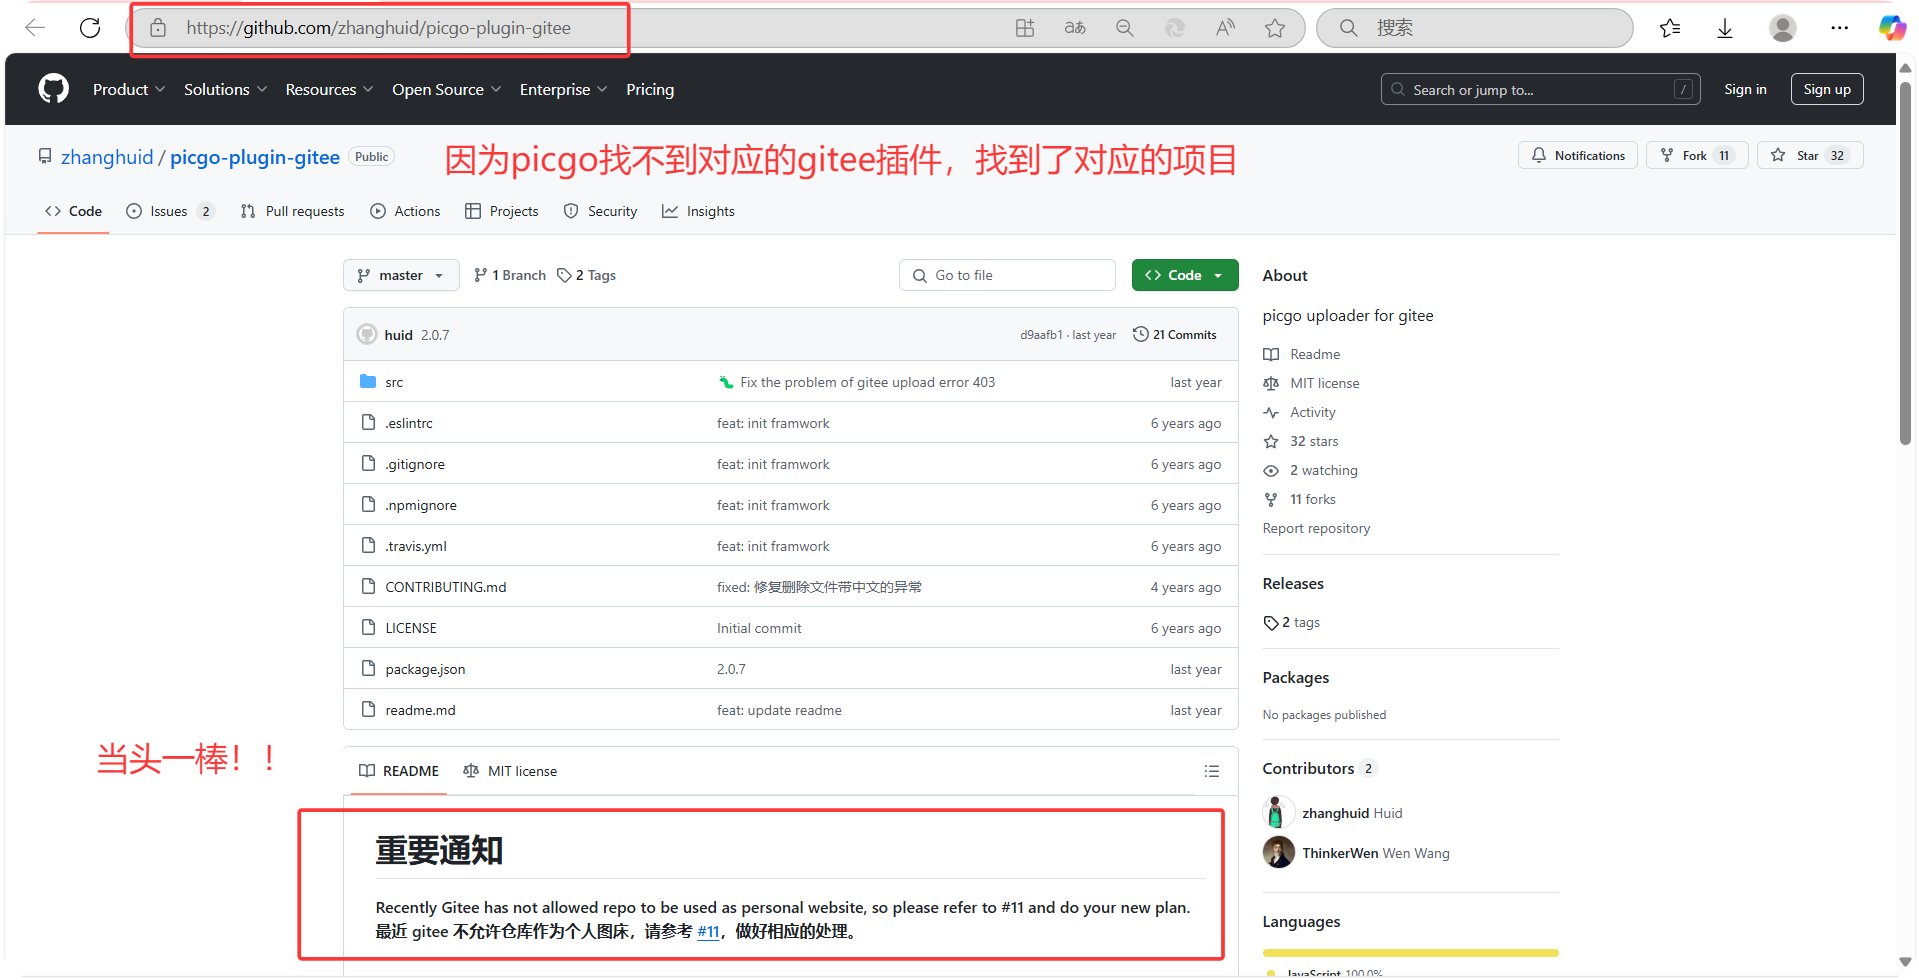 https://github.com/zhanghuid/picgo-plugin-gitee
aあ
A
搜索
Product
Solutions
Resources
Open Source
Enterprise
Pricing
Search or jump to...
/
Sign in
Sign up
zhanghuid / picgo-plugin-gitee
Public
因为picgo找不到对应的gitee插件，找到了对应的项目
Notifications
Fork 11
Star 32
Code
Issues 2
Pull requests
Actions
Projects
Security
Insights
master
1 Branch
2 Tags
Go to file
Code
About
picgo uploader for gitee
huid 2.0.7
d9aafb1 · last year
21 Commits
src
Fix the problem of gitee upload error 403
last year
.eslintrc
feat: init framwork
6 years ago
.gitignore
feat: init framwork
6 years ago
.npmignore
feat: init framwork
6 years ago
.travis.yml
feat: init framwork
6 years ago
CONTRIBUTING.md
fixed: 修复删除文件带中文的异常
4 years ago
LICENSE
Initial commit
6 years ago
package.json
2.0.7
last year
readme.md
feat: update readme
last year
Readme
MIT license
Activity
32 stars
2 watching
11 forks
Report repository
Releases
2 tags
Packages
No packages published
当头一棒！！
README
MIT license
重要通知
Recently Gitee has not allowed repo to be used as personal website, so please refer to #11 and do your new plan.
最近 gitee 不允许仓库作为个人图床，请参考 #11，做好相应的处理。
Contributors 2
zhanghuid Huid
ThinkerWen Wen Wang
Languages
JavaScript 100.0%